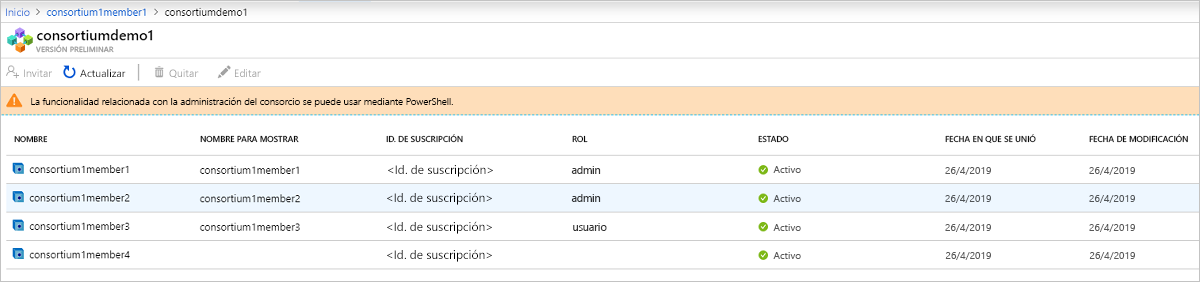 Inicio > consortium1member1 > consortiumdemo1
consortiumdemo1
VERSIÓN PRELIMINAR
Invitar Actualizar Quitar Editar
La funcionalidad relacionada con la administración del consorcio se puede usar mediante PowerShell.
NOMBRE NOMBRE PARA MOSTRAR ID. DE SUSCRIPCIÓN ROL ESTADO FECHA EN QUE SE UNIÓ FECHA DE MODIFICACIÓN
consortium1member1 consortium1member1 <Id. de suscripción> admin Activo 26/4/2019 26/4/2019
consortium1member2 consortium1member2 <Id. de suscripción> admin Activo 26/4/2019 26/4/2019
consortium1member3 consortium1member3 <Id. de suscripción> usuario Activo 26/4/2019 26/4/2019
consortium1member4 <Id. de suscripción> Activo 26/4/2019 26/4/2019